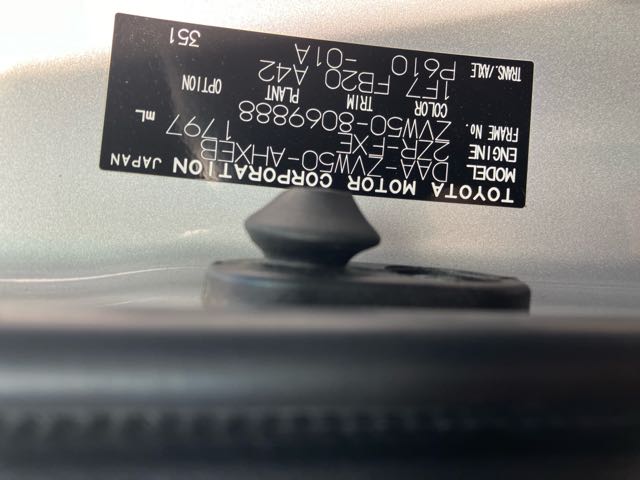 TOYOTA MOTOR CORPORATION JAPAN
MODEL DAA-ZVW50-AHXEB
ENGINE 2ZR-FXE 1797 mL
FRAME No. ZVW50-8069888
COLOR TRIM PLANT OPTION
1F7 FB20 A42
TRANS./AXLE P610 -01A
351